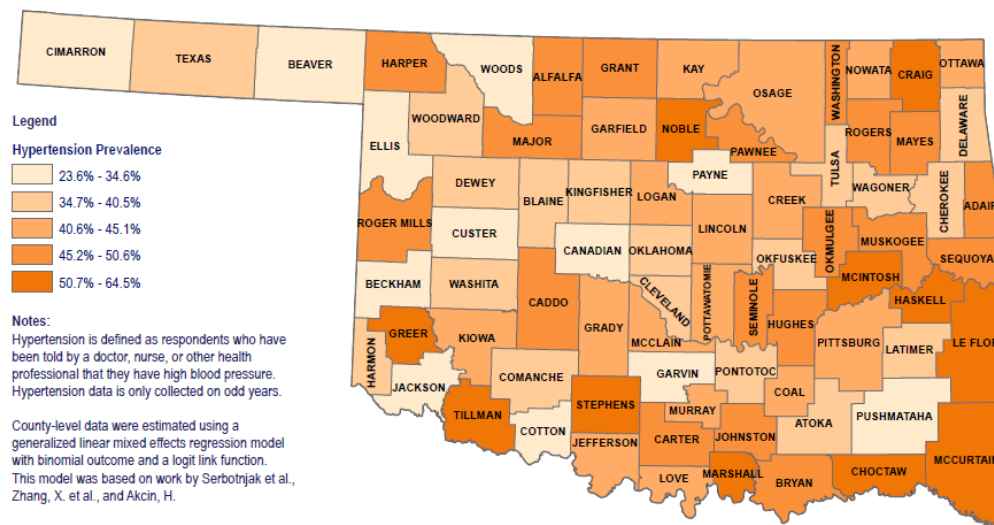 CIMARRON
TEXAS
BEAVER
HARPER
WOODS
ALFALFA
GRANT
KAY
OSAGE
WASHINGTON
NOWATA
CRAIG
OTTAWA
Legend
Hypertension Prevalence
23.6% - 34.6%
34.7% - 40.5%
40.6% - 45.1%
45.2% - 50.6%
50.7% - 64.5%
Notes:
Hypertension is defined as respondents who have
been told by a doctor, nurse, or other health
professional that they have high blood pressure.
Hypertension data is only collected on odd years.
County-level data were estimated using a
generalized linear mixed effects regression model
with binomial outcome and a logit link function.
This model was based on work by Serbotnjak et al.,
Zhang, X. et al., and Akcin, H.
ELLIS
WOODWARD
MAJOR
GARFIELD
NOBLE
PAWNEE
ROGERS
MAYES
DELAWARE
PAYNE
TULSA
WAGONER
CHEROKEE
ADAIR
ROGER MILLS
DEWEY
BLAINE
KINGFISHER
LOGAN
LINCOLN
CREEK
OKMULGEE
MUSKOGEE
SEQUOYA
CUSTER
CANADIAN
OKLAHOMA
OKFUSKEE
MCINTOSH
BECKHAM
WASHITA
CADDO
GRADY
CLEVELAND
POTTAWATOMIE
SEMINOLE
HUGHES
HASKELL
GREER
KIOWA
MCCLAIN
PITTSBURG
LATIMER
LE FLOR
HARMON
JACKSON
COMANCHE
GARVIN
PONTOTOC
COAL
ATOKA
PUSHMATAHA
TILLMAN
COTTON
STEPHENS
JEFFERSON
MURRAY
CARTER
JOHNSTON
LOVE
MARSHALL
BRYAN
CHOCTAW
MCCURTAIN